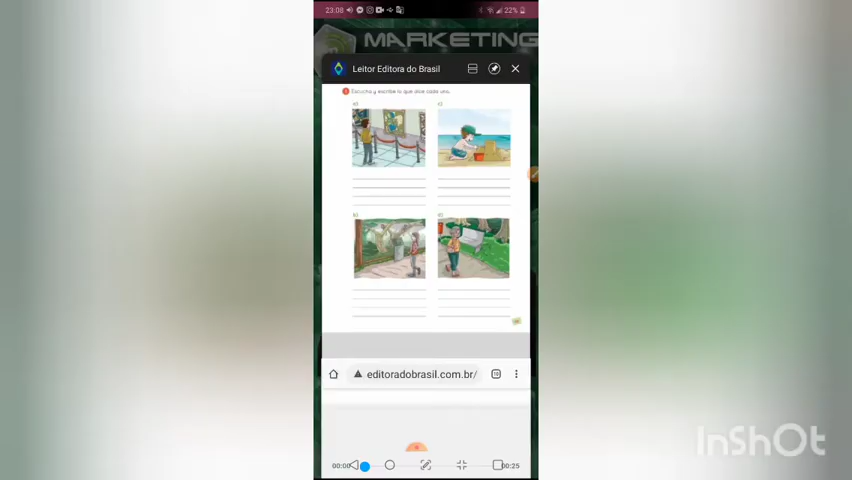 23:08
22%
MARKETING
Leitor Editora do Brasil
Escucha y escribe lo que dice cada uno.
a)
c)
b)
d)
editoradobrasil.com.br/
10
00:00
00:25
InShOt